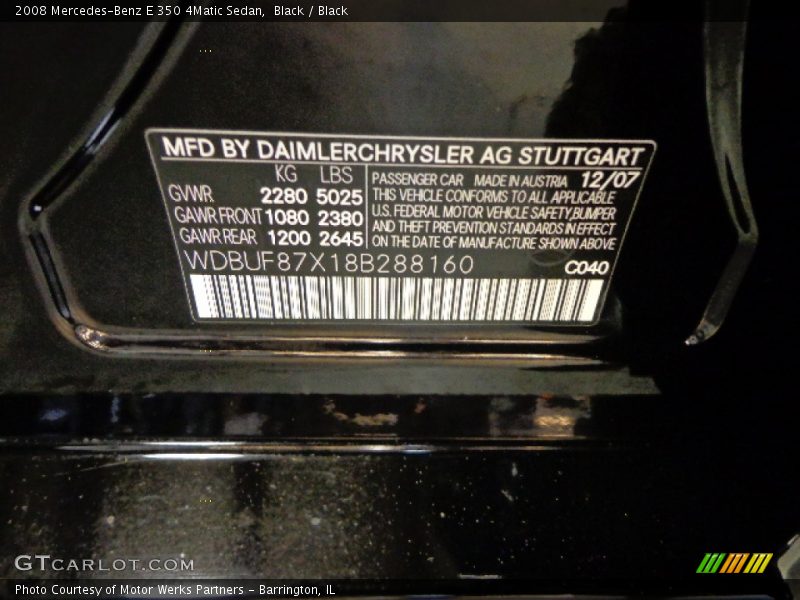 2008 Mercedes-Benz E 350 4Matic Sedan, Black / Black
MFD BY DAIMLERCHRYSLER AG STUTTGART
KG LBS
GVWR 2280 5025
GAWR FRONT 1080 2380
GAWR REAR 1200 2645
PASSENGER CAR MADE IN AUSTRIA 12/07
THIS VEHICLE CONFORMS TO ALL APPLICABLE
U.S. FEDERAL MOTOR VEHICLE SAFETY, BUMPER
AND THEFT PREVENTION STANDARDS IN EFFECT
ON THE DATE OF MANUFACTURE SHOWN ABOVE
WDBUF87X18B288160
C040
GTCARLOT.COM
Photo Courtesy of Motor Werks Partners - Barrington, IL